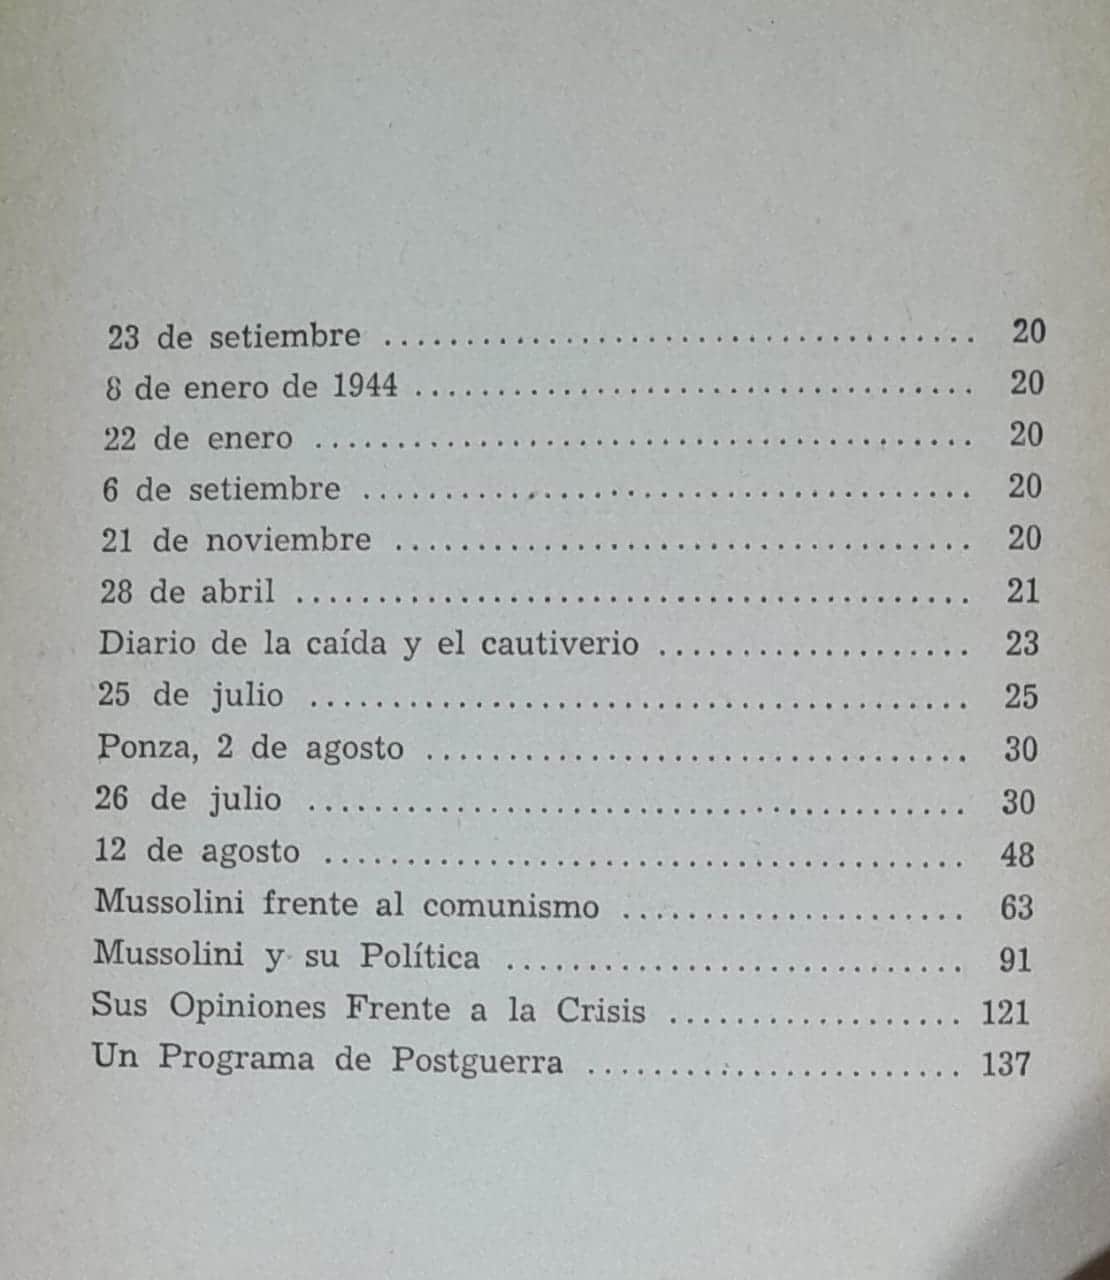 23 de setiembre .................................... 20
8 de enero de 1944 .................................. 20
22 de enero ........................................ 20
6 de setiembre ..................................... 20
21 de noviembre ................................... 20
28 de abril ......................................... 21
Diario de la caída y el cautiverio ................... 23
25 de julio ........................................ 25
Ponza, 2 de agosto ................................. 30
26 de julio ........................................ 30
12 de agosto ....................................... 48
Mussolini frente al comunismo ..................... 63
Mussolini y su Política ............................ 91
Sus Opiniones Frente a la Crisis .................. 121
Un Programa de Postguerra ....................... 137